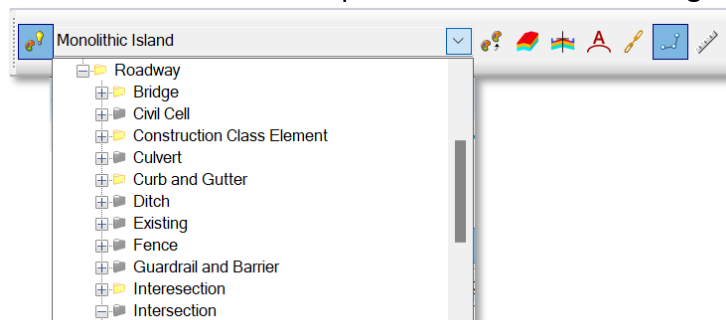 Monolithic Island
Roadway
Bridge
Civil Cell
Construction Class Element
Culvert
Curb and Gutter
Ditch
Existing
Fence
Guardrail and Barrier
Interesection
Intersection